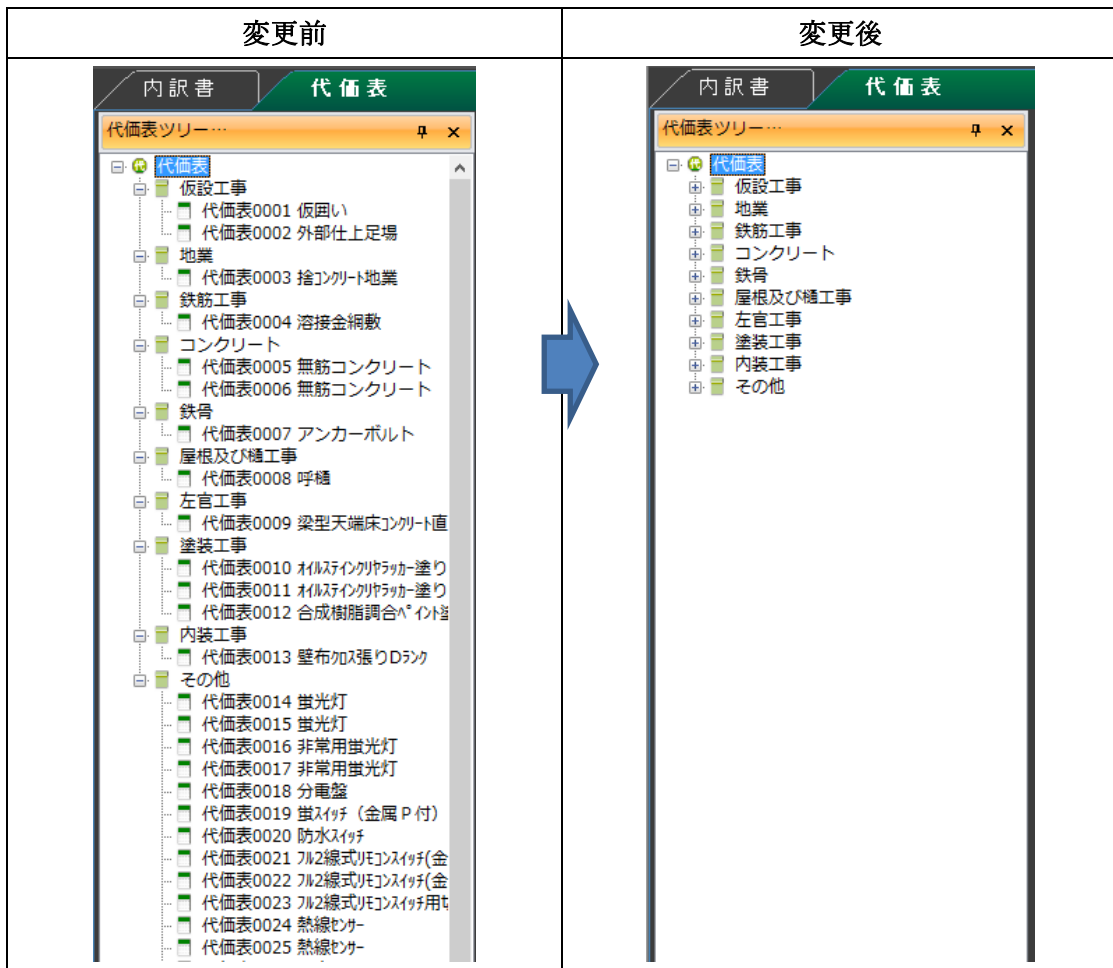 変更前
変更後
内訳書
代価表
代価表ツリー…
代価表
仮設工事
代価表0001 仮囲い
代価表0002 外部仕上足場
地業
代価表0003 捨ｺﾝｸﾘｰﾄ地業
鉄筋工事
代価表0004 溶接金網敷
コンクリート
代価表0005 無筋コンクリート
代価表0006 無筋コンクリート
鉄骨
代価表0007 アンカーボルト
屋根及び樋工事
代価表0008 呼樋
左官工事
代価表0009 梁型天端床ｺﾝｸﾘｰﾄ直
塗装工事
代価表0010 ｵｲﾙｽﾃｲﾝｸﾘﾔﾗｯｶｰ塗り
代価表0011 ｵｲﾙｽﾃｲﾝｸﾘﾔﾗｯｶｰ塗り
代価表0012 合成樹脂調合ﾍﾟｲﾝﾄ塗
内装工事
代価表0013 壁布ｸﾛｽ張りDﾗﾝｸ
その他
代価表0014 蛍光灯
代価表0015 蛍光灯
代価表0016 非常用蛍光灯
代価表0017 非常用蛍光灯
代価表0018 分電盤
代価表0019 蛍ｽｲｯﾁ（金属Ｐ付）
代価表0020 防水ｽｲｯﾁ
代価表0021 ﾌﾙ2線式ﾘﾓｺﾝｽｲｯﾁ(金
代価表0022 ﾌﾙ2線式ﾘﾓｺﾝｽｲｯﾁ(金
代価表0023 ﾌﾙ2線式ﾘﾓｺﾝｽｲｯﾁ用
代価表0024 熱線ｾﾝｻｰ
代価表0025 熱線ｾﾝｻｰ
内訳書
代価表
代価表ツリー…
代価表
仮設工事
地業
鉄筋工事
コンクリート
鉄骨
屋根及び樋工事
左官工事
塗装工事
内装工事
その他